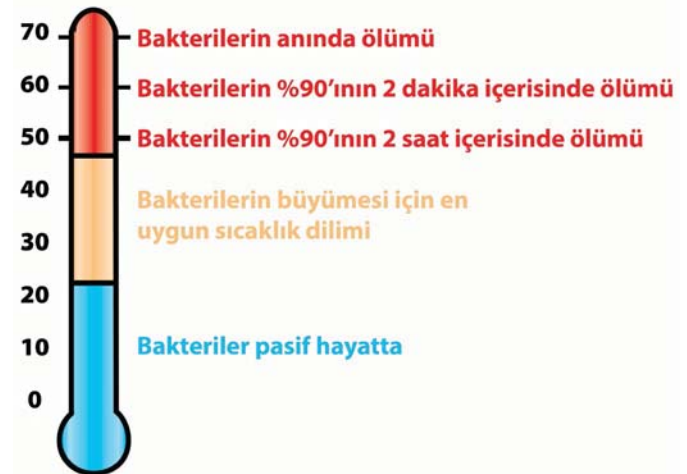 70 Bakterilerin anında ölümü
60 Bakterilerin %90'ının 2 dakika içerisinde ölümü
50 Bakterilerin %90'ının 2 saat içerisinde ölümü
40 Bakterilerin büyümesi için en
30 uygun sıcaklık dilimi
20
10 Bakteriler pasif hayatta
0